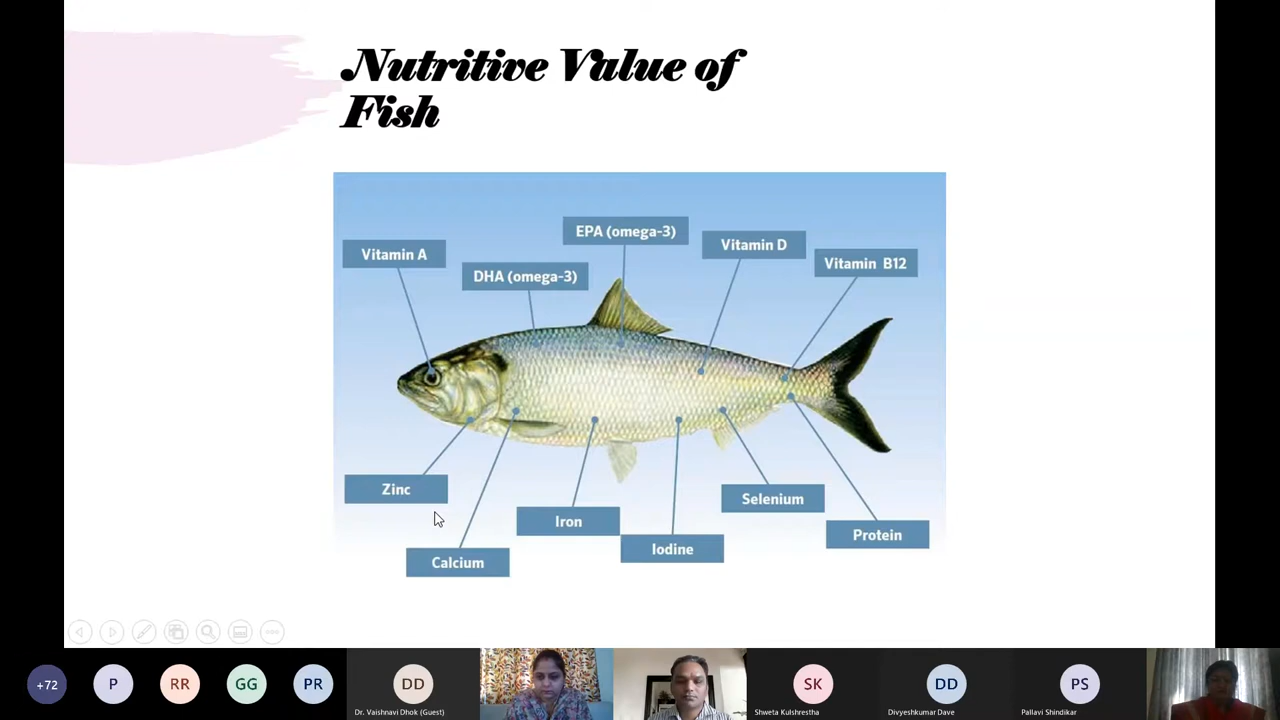 Nutritive Value of
Fish
EPA (omega-3)
Vitamin A
Vitamin D
DHA (omega-3)
Vitamin B12
Zinc
Selenium
Iron
Protein
Iodine
Calcium
+72
P
RR
GG
PR
DD
SK
DD
PS
Dr. Vaishnavi Dhok (Guest)
Shweta Kulshrestha
Divyeshkumar Dave
Pallavi Shindikar